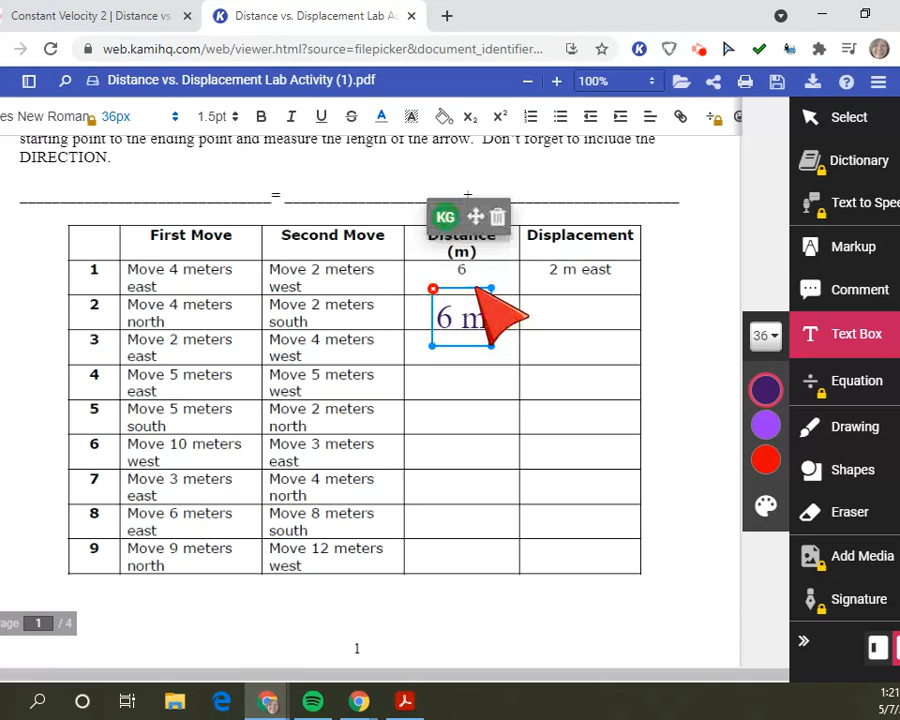 Constant Velocity 2 | Distance vs
Distance vs. Displacement Lab Ac
web.kamihq.com/web/viewer.html?source=filepicker&document_identifier...
Distance vs. Displacement Lab Activity (1).pdf
100%
es New Roman
36px
1.5pt
B I U S A A
X₂ X²
starting point to the ending point and measure the length of the arrow. Don't forget to include the
DIRECTION.
= +
KG
First Move Second Move Distance (m) Displacement
1 Move 4 meters east Move 2 meters west 6 2 m east
2 Move 4 meters north Move 2 meters south 6 m
3 Move 2 meters east Move 4 meters west
4 Move 5 meters east Move 5 meters west
5 Move 5 meters south Move 2 meters north
6 Move 10 meters west Move 3 meters east
7 Move 3 meters east Move 4 meters north
8 Move 6 meters east Move 8 meters south
9 Move 9 meters north Move 12 meters west
1
age 1 / 4
Select
Dictionary
Text to Spee
Markup
Comment
T Text Box
36
Equation
Drawing
Shapes
Eraser
Add Media
Signature
1:21
5/7/